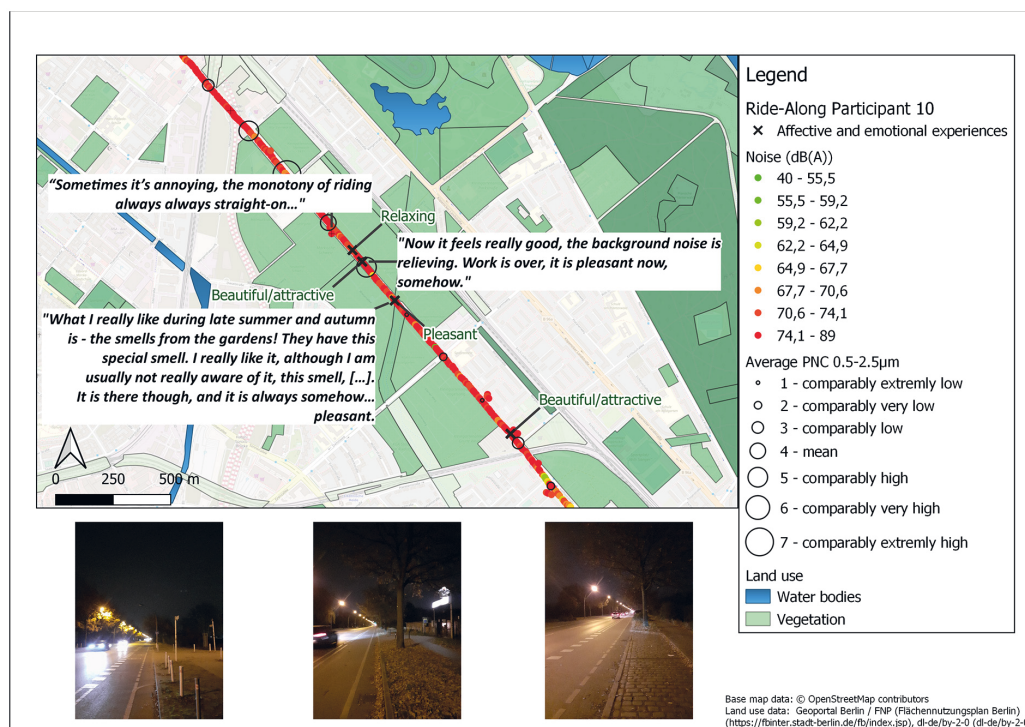 "Sometimes it’s annoying, the monotony of riding
always always straight-on..."
Relaxing
"Now it feels really good, the background noise is
relieving. Work is over, it is pleasant now,
somehow."
Beautiful/attractive
"What I really like during late summer and autumn
is - the smells from the gardens! They have this
special smell. I really like it, although I am
usually not really aware of it, this smell, [...].
It is there though, and it is always somehow...
pleasant.
Pleasant
Beautiful/attractive
0 250 500 m
Legend
Ride-Along Participant 10
Affective and emotional experiences
Noise (dB(A))
40 - 55,5
55,5 - 59,2
59,2 - 62,2
62,2 - 64,9
64,9 - 67,7
67,7 - 70,6
70,6 - 74,1
74,1 - 89
Average PNC 0.5-2.5µm
1 - comparably extremly low
2 - comparably very low
3 - comparably low
4 - mean
5 - comparably high
6 - comparably very high
7 - comparably extremly high
Land use
Water bodies
Vegetation
Base map data: © OpenStreetMap contributors
Land use data: Geoportal Berlin / FNP (Flächennutzungsplan Berlin)
(https://fbinter.stadt-berlin.de/fb/index.jsp), dl-de/by-2-0 (dl-de/by-2-